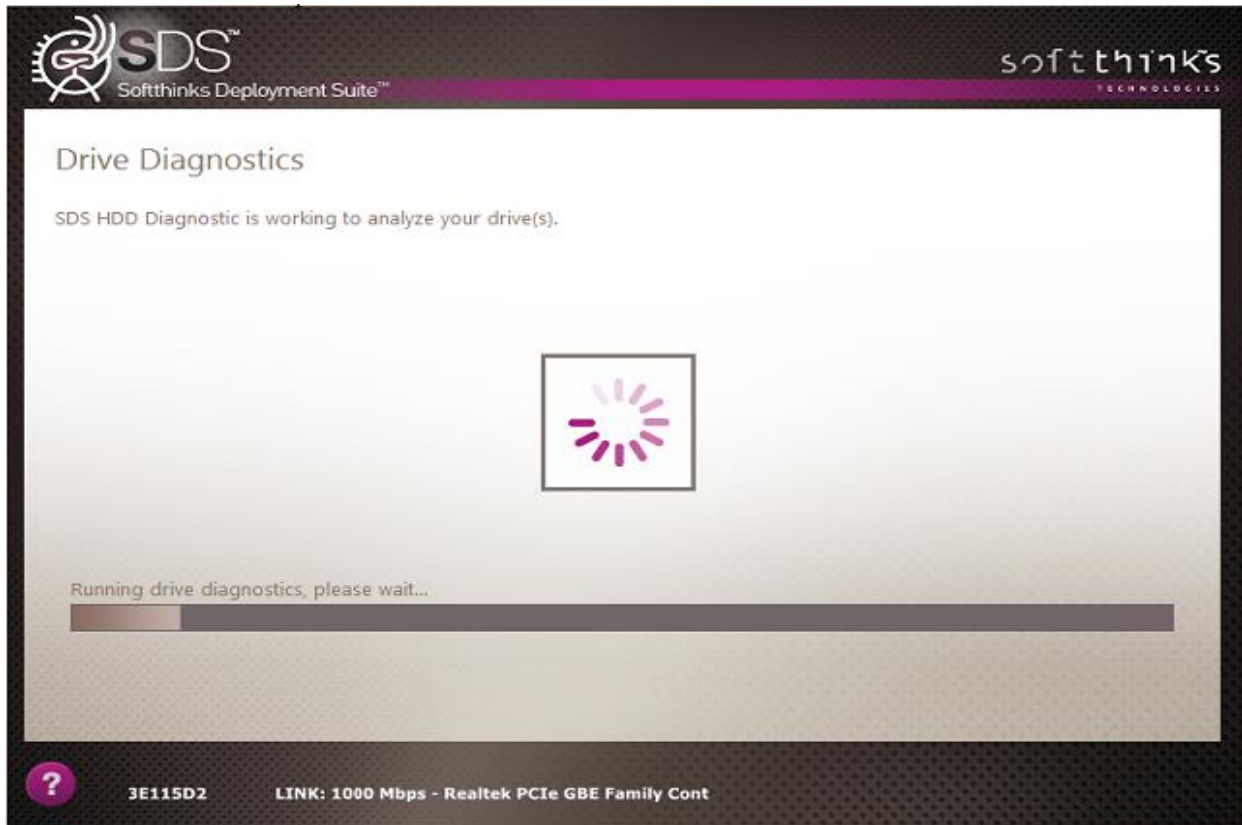 SDS™
Softthinks Deployment Suite™
softthinks
TECHNOLOGIES
Drive Diagnostics
SDS HDD Diagnostic is working to analyze your drive(s).
Running drive diagnostics, please wait...
?
3E115D2
LINK: 1000 Mbps - Realtek PCIe GBE Family Cont